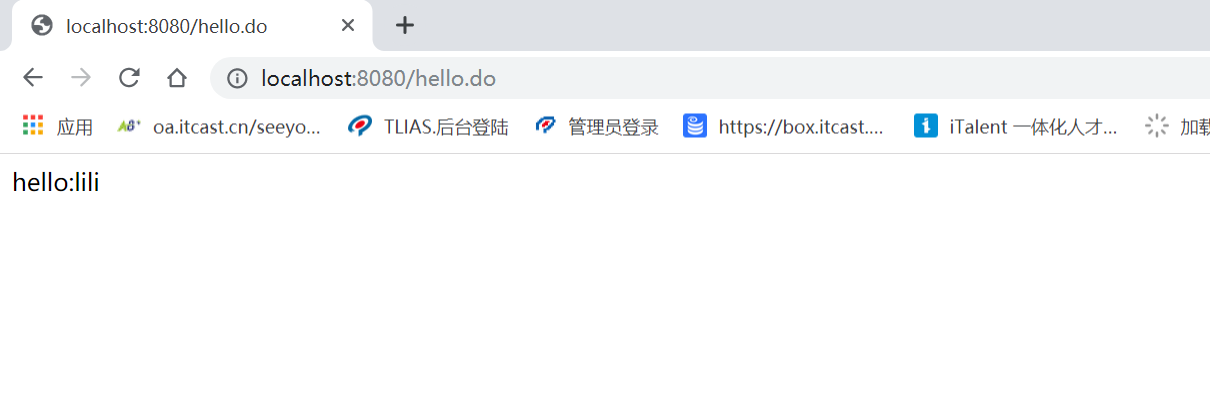 localhost:8080/hello.do
localhost:8080/hello.do
应用 oa.itcast.cn/seeyo... TLIAS.后台登陆 管理员登录 https://box.itcast.... iTalent 一体化人才... 加载
hello:lili